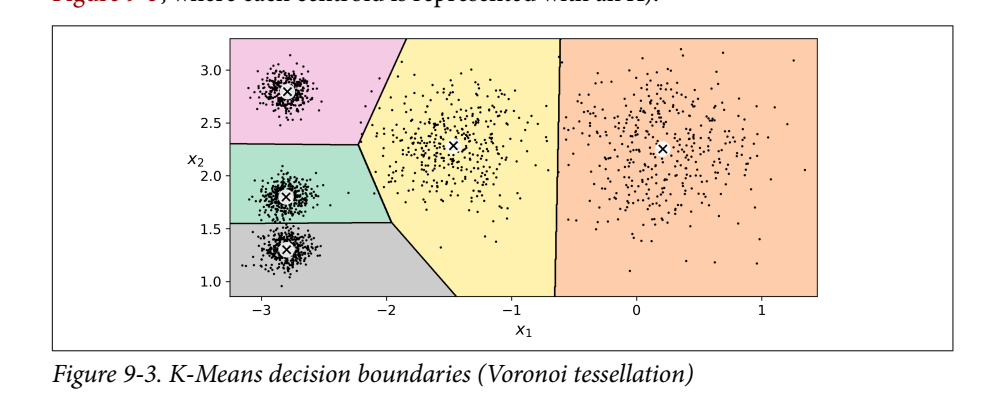 Figure 9-3, where each centroid is represented with an X).
3.0
2.5
x₂ 2.0
1.5
1.0
−3 −2 −1 0 1
x₁
Figure 9-3. K-Means decision boundaries (Voronoi tessellation)